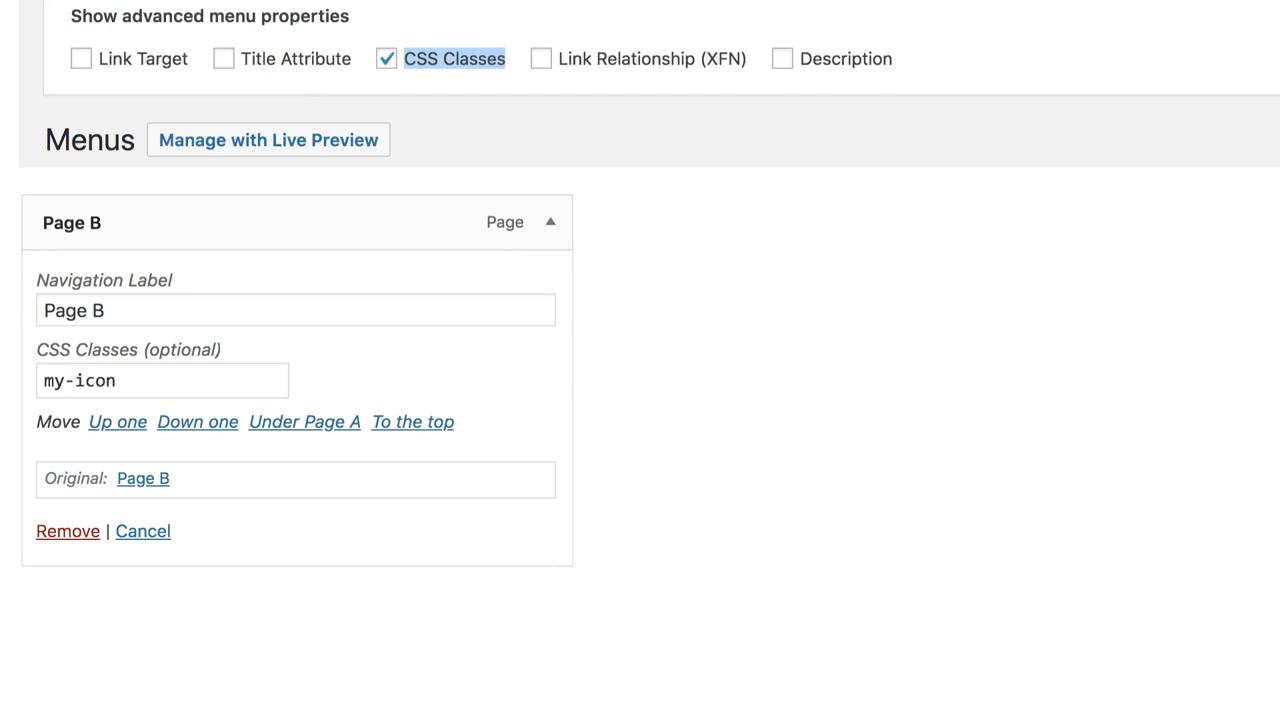 Show advanced menu properties
Link Target Title Attribute CSS Classes Link Relationship (XFN) Description
Menus Manage with Live Preview
Page B Page
Navigation Label
Page B
CSS Classes (optional)
my-icon
Move Up one Down one Under Page A To the top
Original: Page B
Remove | Cancel